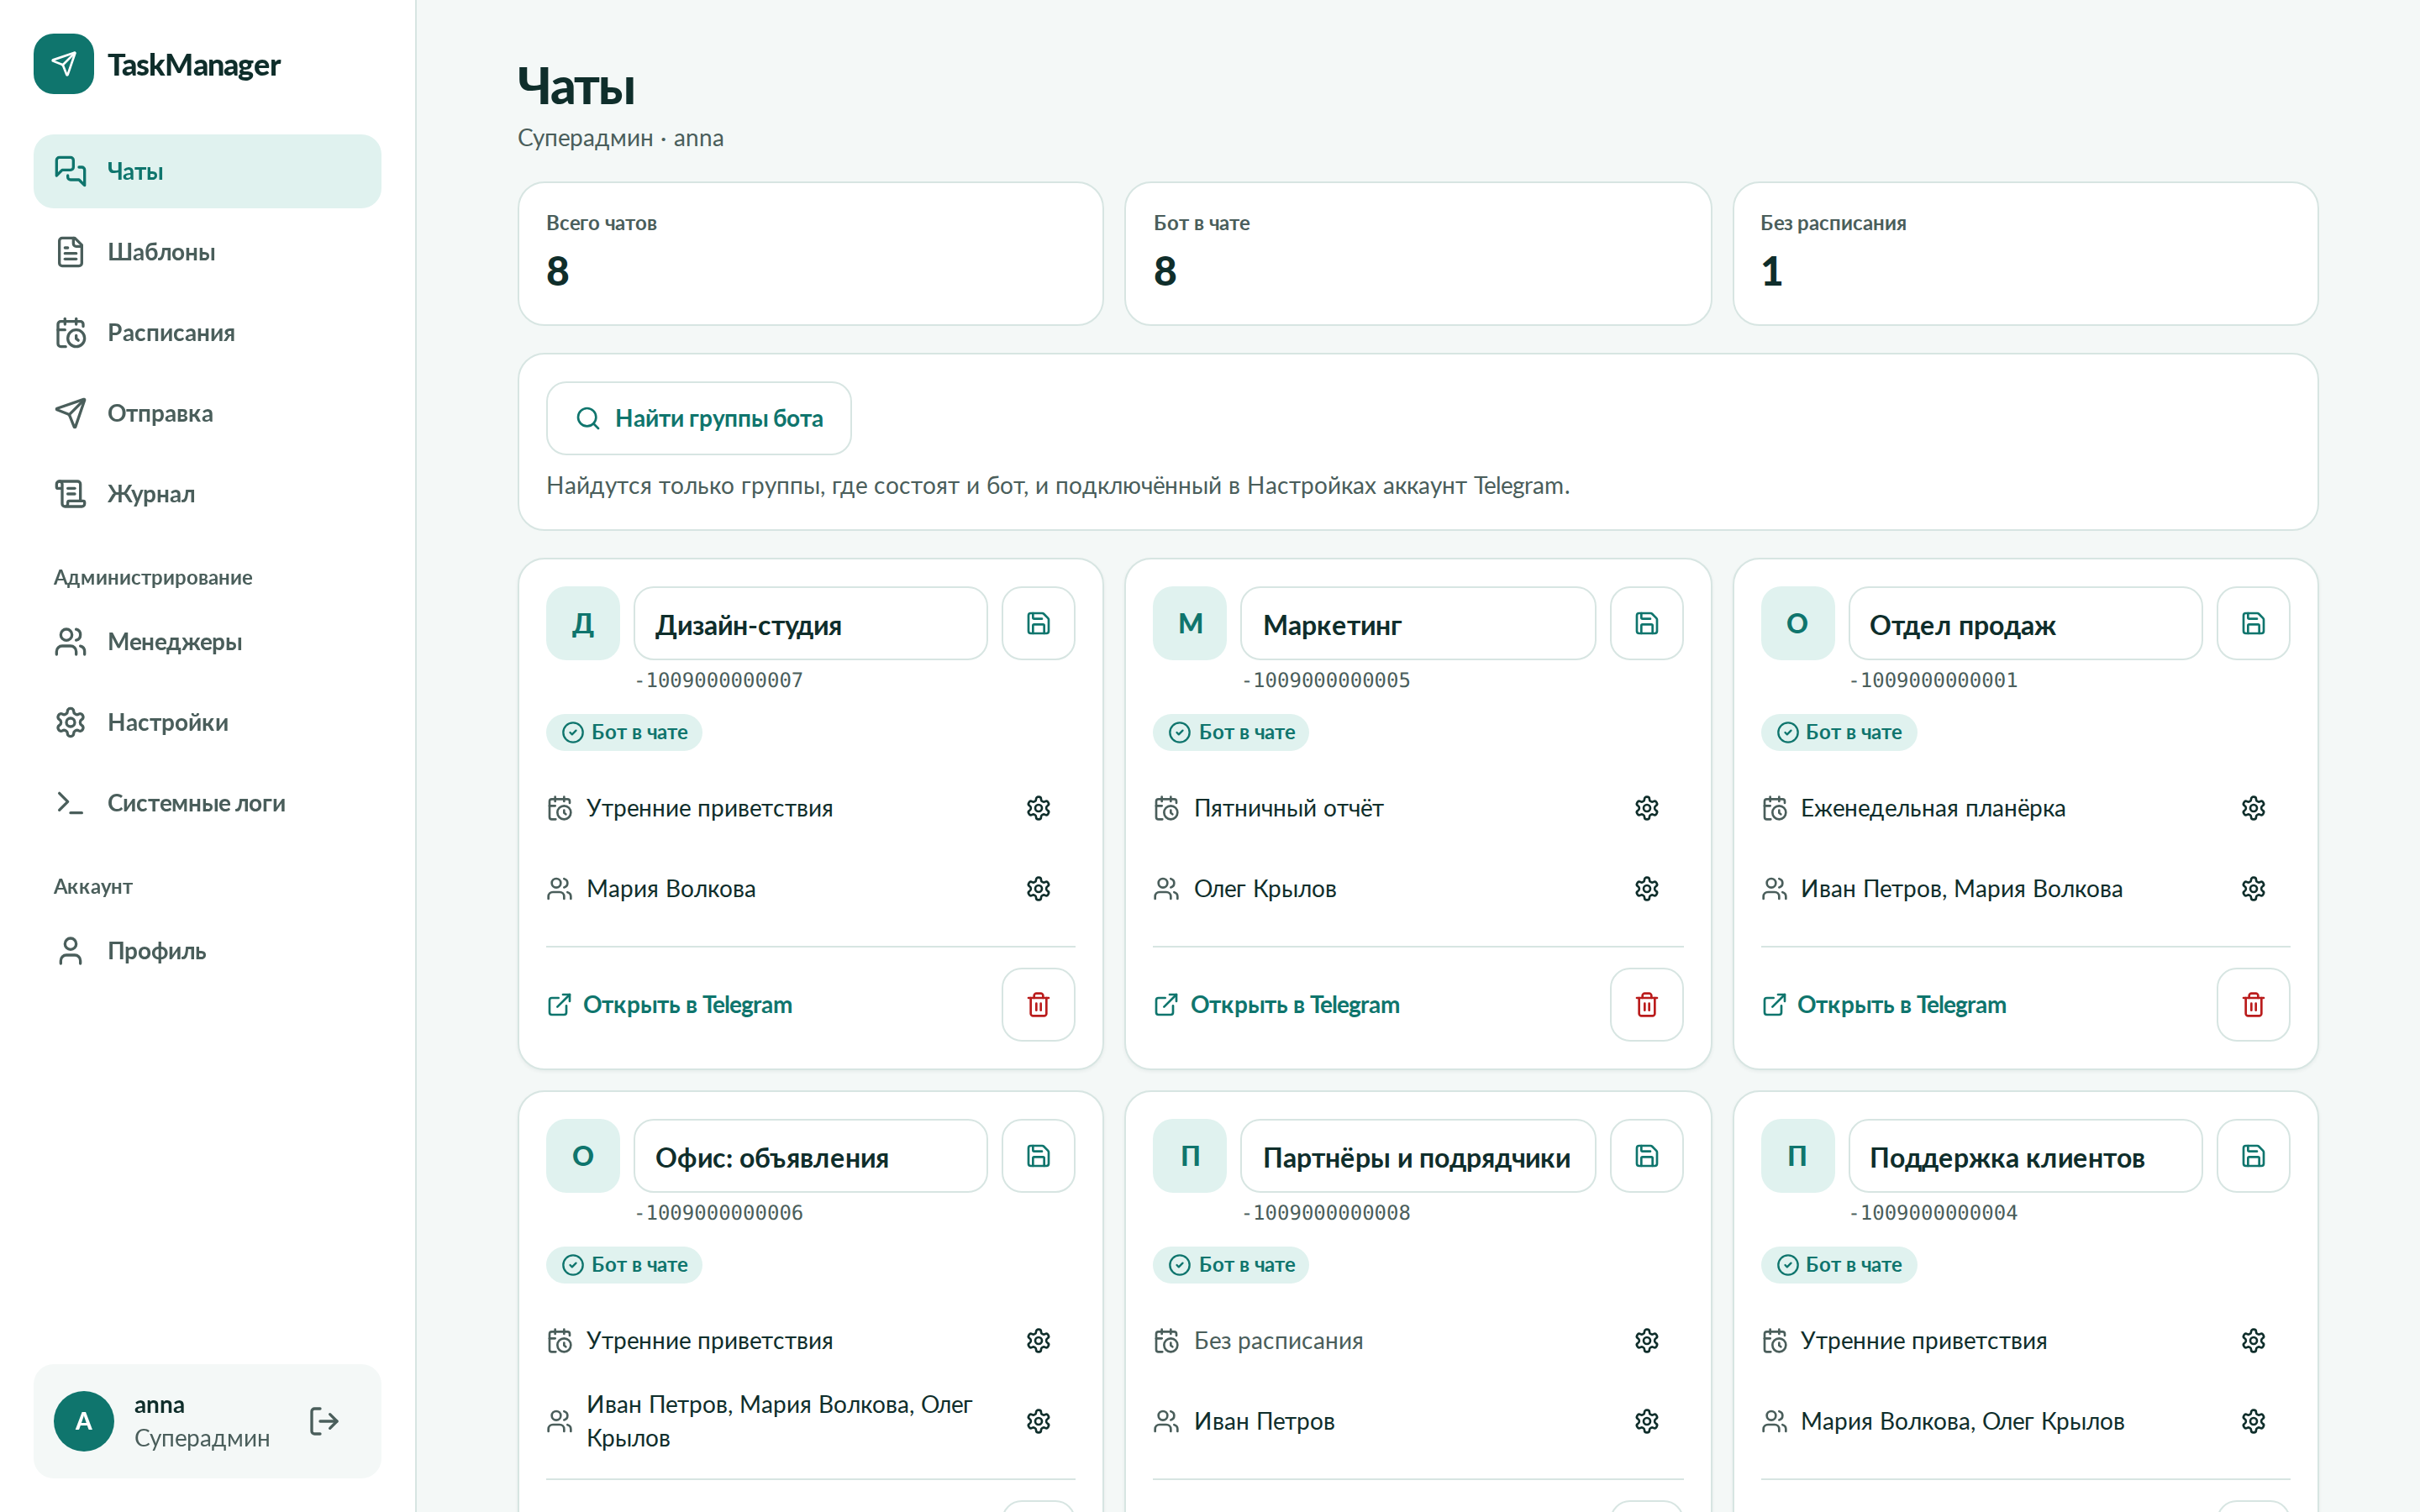 TaskManager
Чаты
Шаблоны
Расписания
Отправка
Журнал
Администрирование
Менеджеры
Настройки
Системные логи
Аккаунт
Профиль
A
anna
Суперадмин
Чаты
Суперадмин · anna
Всего чатов
8
Бот в чате
8
Без расписания
1
Найти группы бота
Найдутся только группы, где состоят и бот, и подключённый в Настройках аккаунт Telegram.
Д
Дизайн-студия
-1009000000007
Бот в чате
Утренние приветствия
Мария Волкова
Открыть в Telegram
М
Маркетинг
-1009000000005
Бот в чате
Пятничный отчёт
Олег Крылов
Открыть в Telegram
О
Отдел продаж
-1009000000001
Бот в чате
Еженедельная планёрка
Иван Петров, Мария Волкова
Открыть в Telegram
О
Офис: объявления
-1009000000006
Бот в чате
Утренние приветствия
Иван Петров, Мария Волкова, Олег
Крылов
П
Партнёры и подрядчики
-1009000000008
Бот в чате
Без расписания
Иван Петров
П
Поддержка клиентов
-1009000000004
Бот в чате
Утренние приветствия
Мария Волкова, Олег Крылов